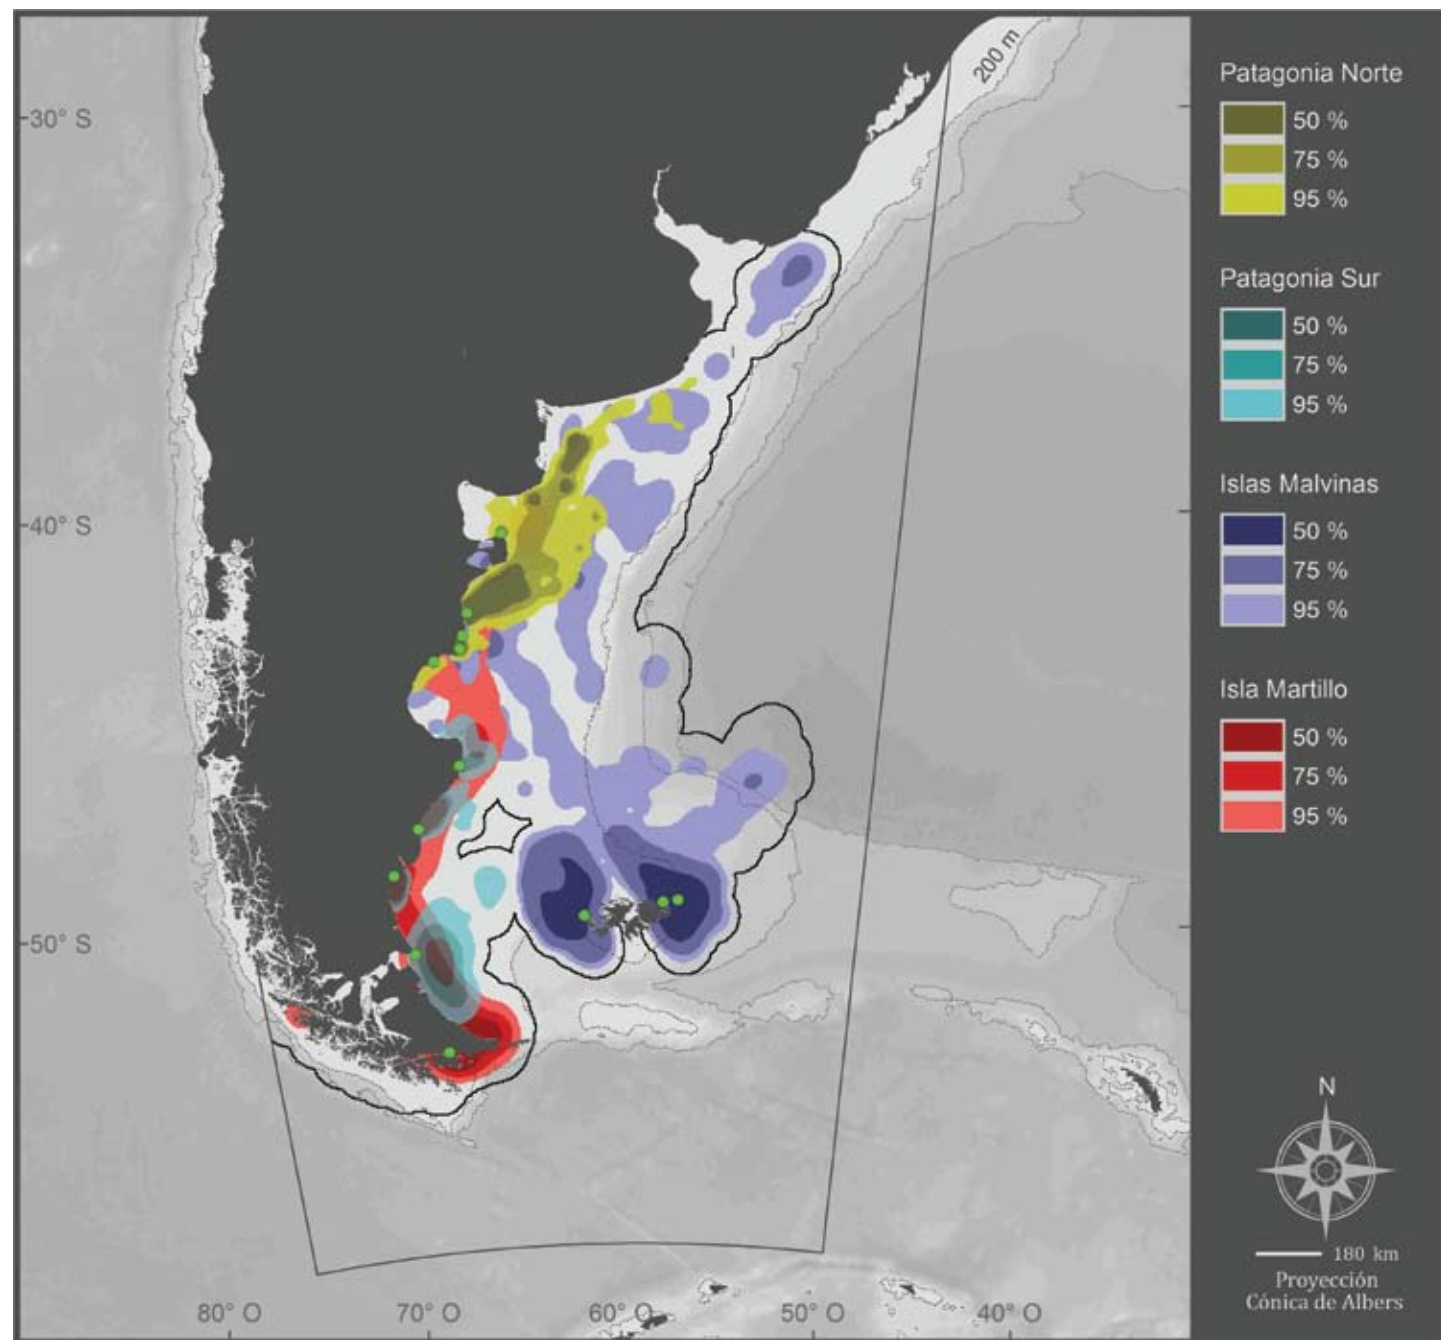 200 m
30° S
40° S
50° S
80° O
70° O
60° O
50° O
40° O
Patagonia Norte
50 %
75 %
95 %
Patagonia Sur
50 %
75 %
95 %
Islas Malvinas
50 %
75 %
95 %
Isla Martillo
50 %
75 %
95 %
N
180 km
Proyección
Cónica de Albers